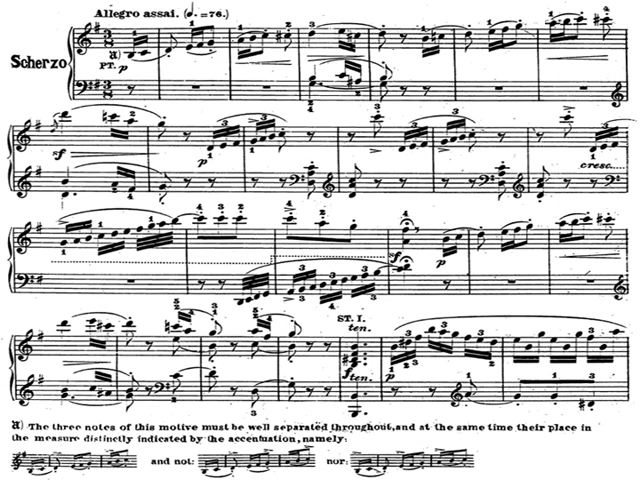 Allegro assai. (♩. = 76.)
Scherzo
a)
PT. p
sf
p
cresc.....
sf
p
ST. I.
ten.
f ten.
a) The three notes of this motive must be well separated throughout, and at the same time their place in
the measure distinctly indicated by the accentuation, namely:
and not: nor: